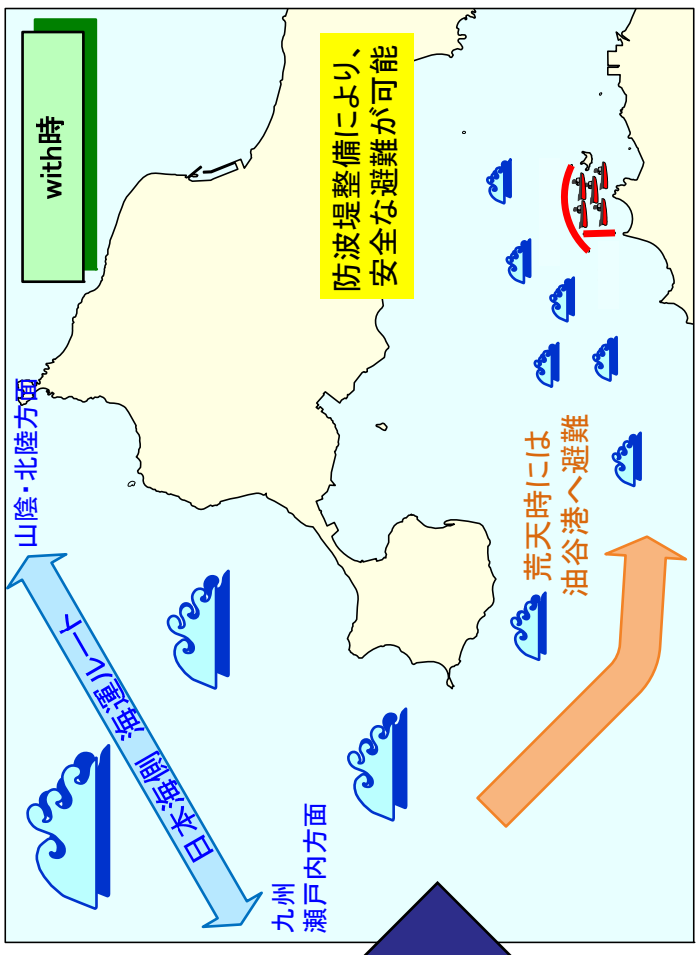 with時
防波堤整備により、
安全な避難が可能
山陰・北陸方面
日本海側 海運ルート
九州
瀬戸内方面
荒天時には
油谷港へ避難